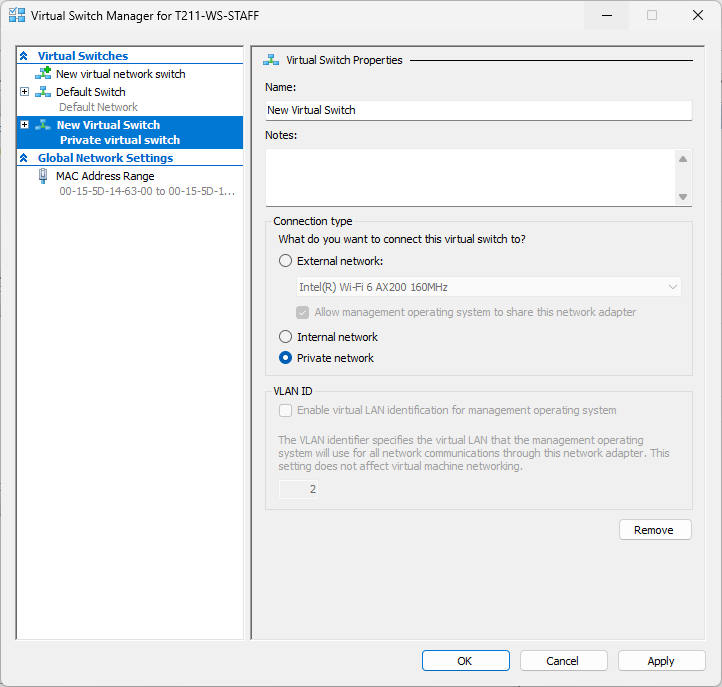 Virtual Switch Manager for T211-WS-STAFF
Virtual Switches
New virtual network switch
Default Switch
Default Network
New Virtual Switch
Private virtual switch
Global Network Settings
MAC Address Range
00-15-5D-14-63-00 to 00-15-5D-1...
Virtual Switch Properties
Name:
New Virtual Switch
Notes:
Connection type
What do you want to connect this virtual switch to?
External network:
Intel(R) Wi-Fi 6 AX200 160MHz
Allow management operating system to share this network adapter
Internal network
Private network
VLAN ID
Enable virtual LAN identification for management operating system
The VLAN identifier specifies the virtual LAN that the management operating
system will use for all network communications through this network adapter. This
setting does not affect virtual machine networking.
2
Remove
OK
Cancel
Apply